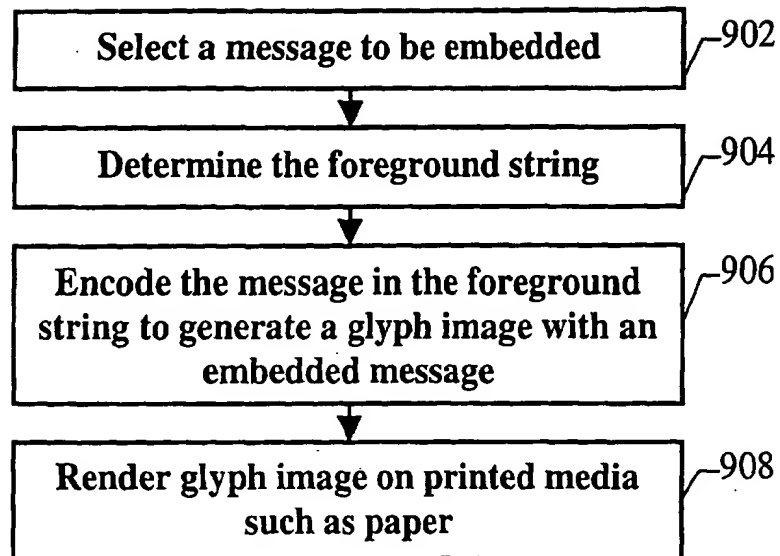 Select a message to be embedded
902
Determine the foreground string
904
Encode the message in the foreground
string to generate a glyph image with an
embedded message
906
Render glyph image on printed media
such as paper
908